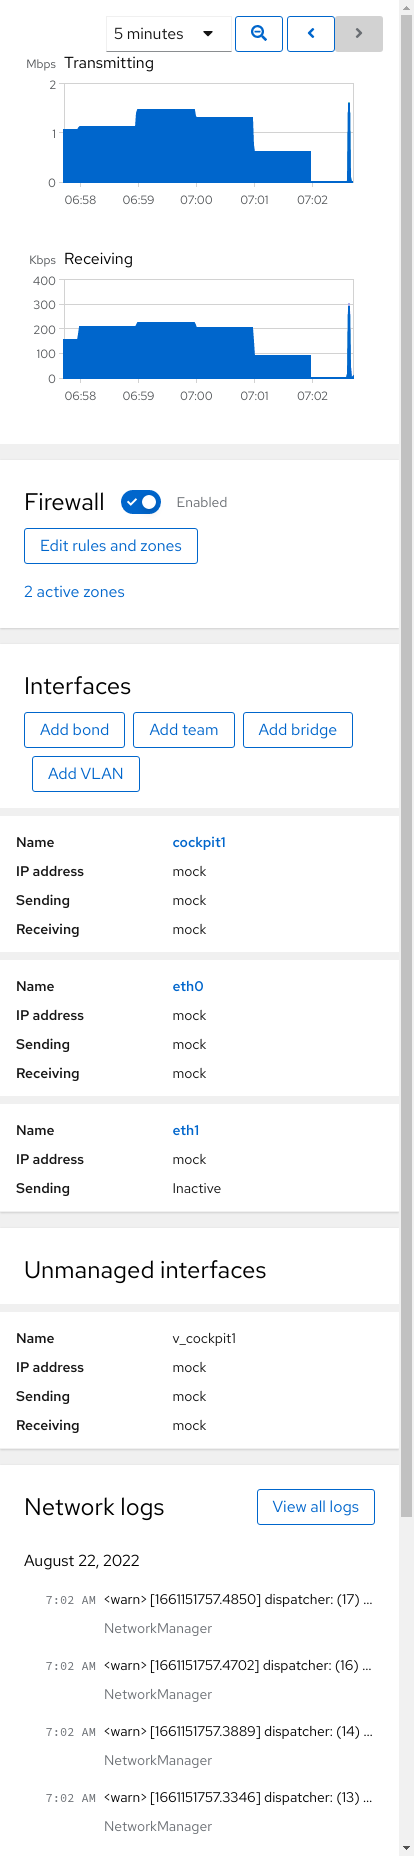 5 minutes
Mbps Transmitting
2
1
0
06:58 06:59 07:00 07:01 07:02
Kbps Receiving
400
300
200
100
0
06:58 06:59 07:00 07:01 07:02
Firewall Enabled
Edit rules and zones
2 active zones
Interfaces
Add bond Add team Add bridge
Add VLAN
Name cockpit1
IP address mock
Sending mock
Receiving mock
Name eth0
IP address mock
Sending mock
Receiving mock
Name eth1
IP address mock
Sending Inactive
Unmanaged interfaces
Name v_cockpit1
IP address mock
Sending mock
Receiving mock
Network logs View all logs
August 22, 2022
7:02 AM <warn> [1661151757.4850] dispatcher: (17) ...
NetworkManager
7:02 AM <warn> [1661151757.4702] dispatcher: (16) ...
NetworkManager
7:02 AM <warn> [1661151757.3889] dispatcher: (14) ...
NetworkManager
7:02 AM <warn> [1661151757.3346] dispatcher: (13) ...
NetworkManager